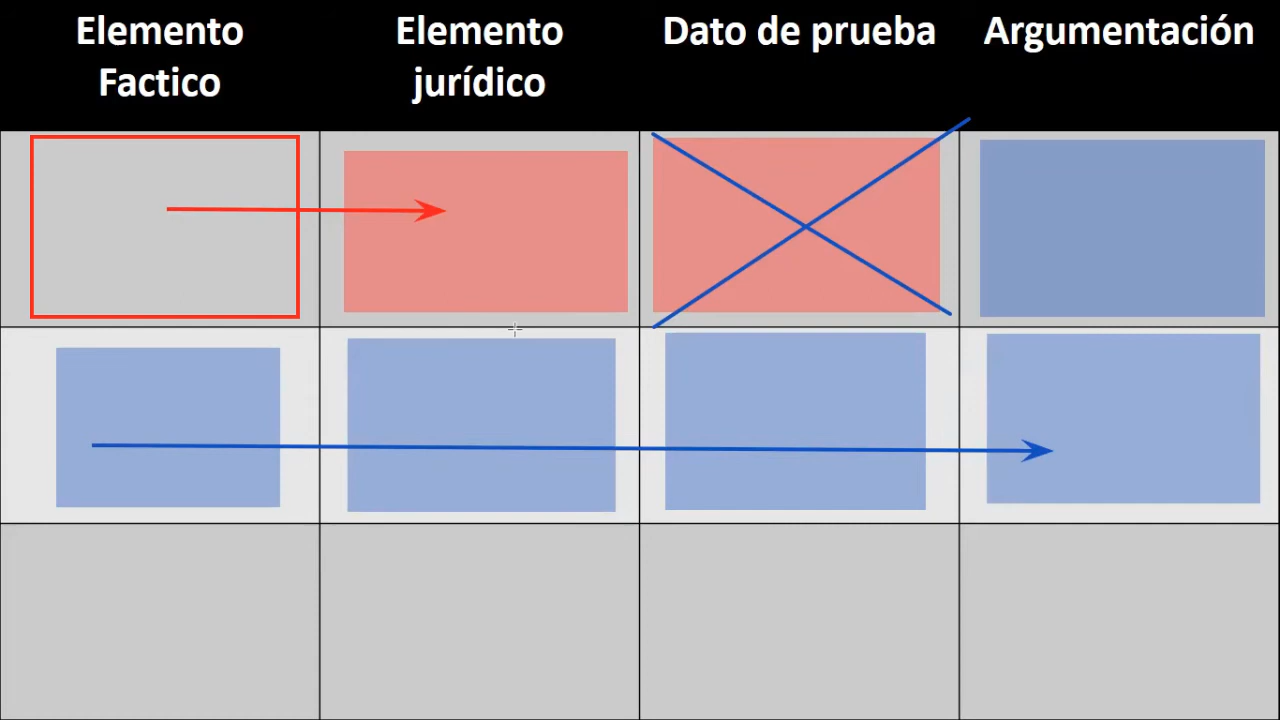 Elemento
Factico
Elemento
jurídico
Dato de prueba
Argumentación